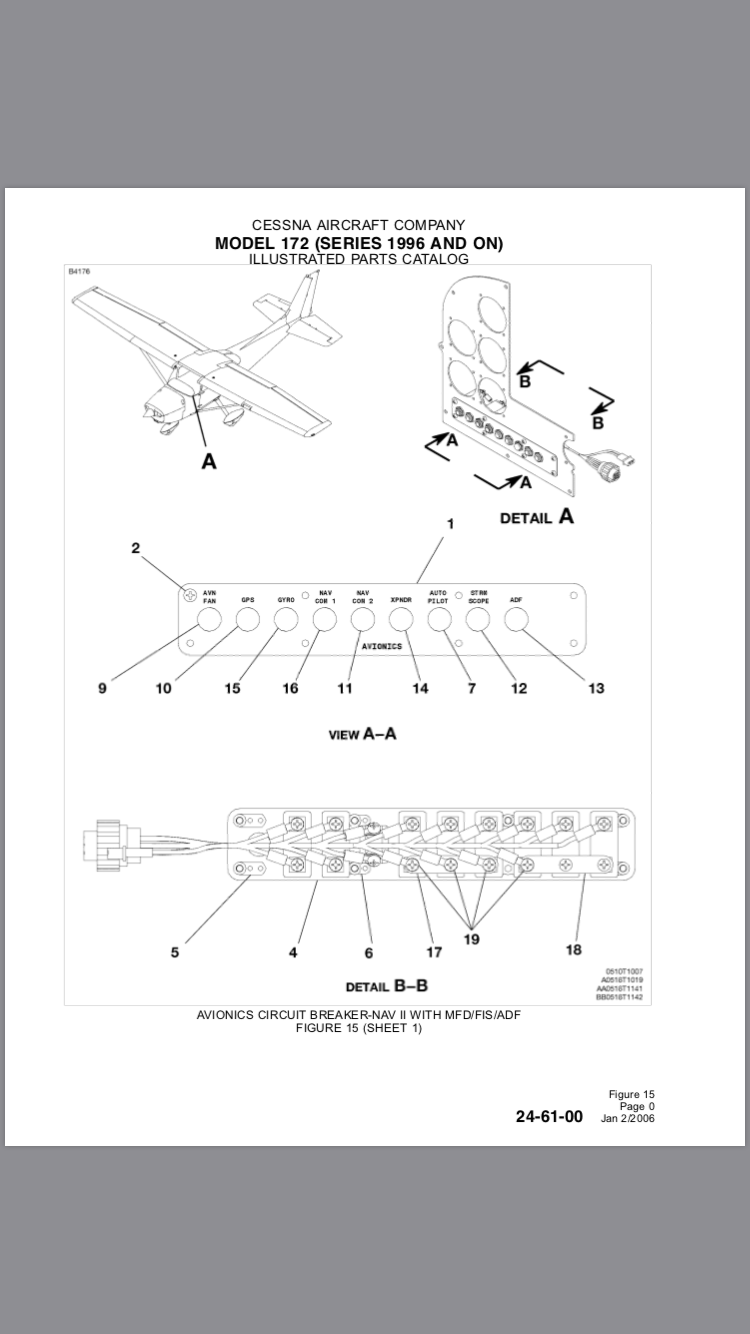 CESSNA AIRCRAFT COMPANY
MODEL 172 (SERIES 1996 AND ON)
ILLUSTRATED PARTS CATALOG
B4176
B
B
A
A
A
DETAIL A
1
2
AVN
FAN
GPS
GYRO
NAV
COM 1
NAV
COM 2
XPNDR
AUTO
PILOT
STRM
SCOPE
ADF
AVIONICS
9
10
15
16
11
14
7
12
13
VIEW A–A
5
4
6
17
19
18
DETAIL B–B
0510T1007
A0518T1019
AA0518T1141
BB0518T1142
AVIONICS CIRCUIT BREAKER-NAV II WITH MFD/FIS/ADF
FIGURE 15 (SHEET 1)
Figure 15
Page 0
24-61-00 Jan 2/2006